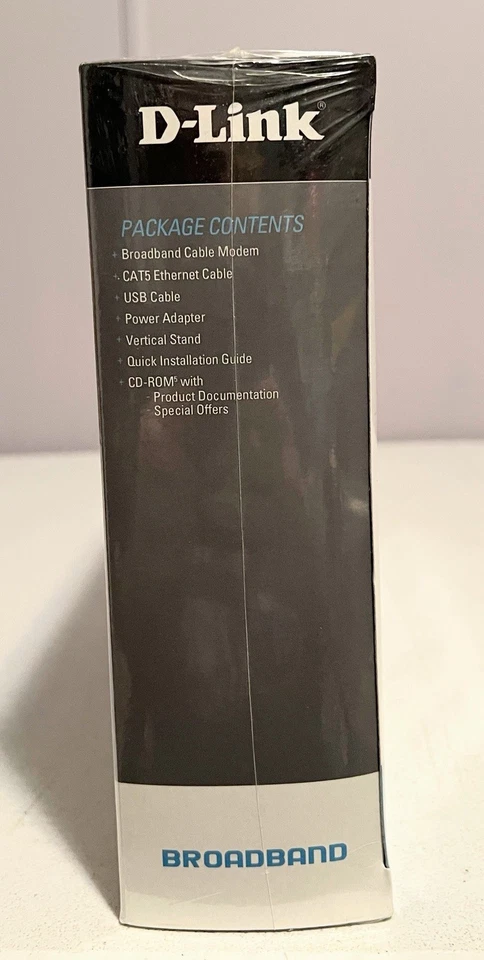 D-Link®
PACKAGE CONTENTS
+ Broadband Cable Modem
+ CAT5 Ethernet Cable
+ USB Cable
+ Power Adapter
+ Vertical Stand
+ Quick Installation Guide
+ CD-ROM⁵ with
- Product Documentation
- Special Offers
BROADBAND